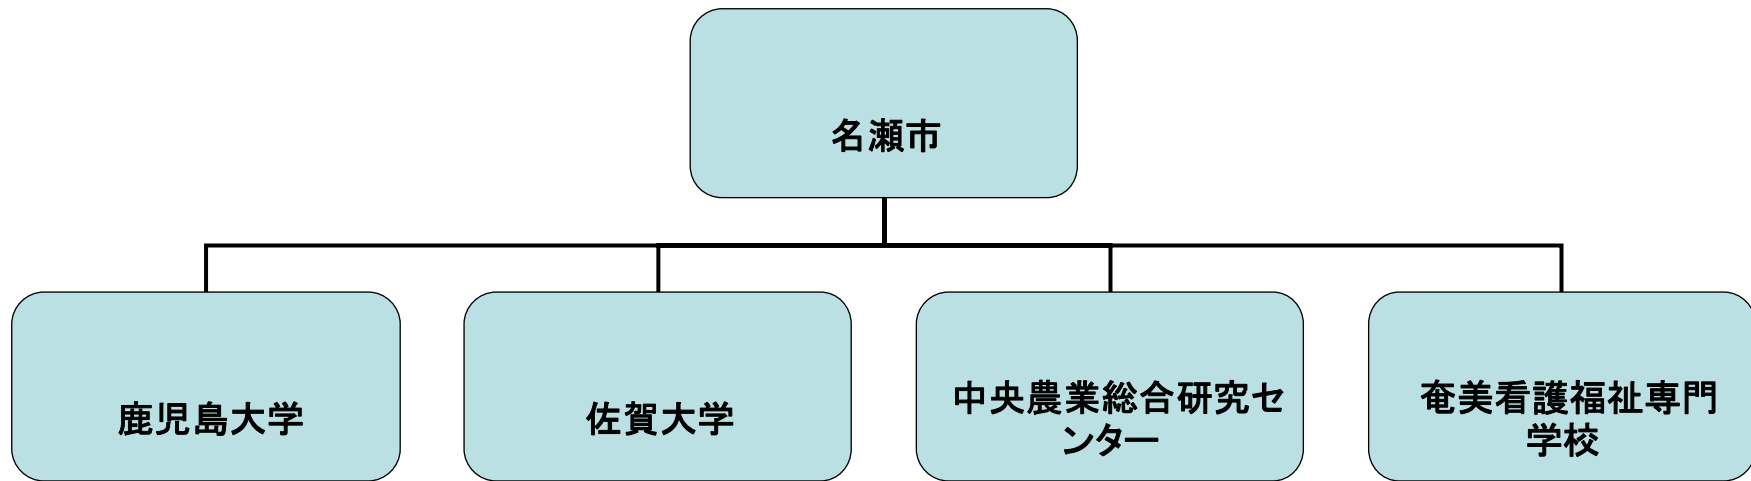 名瀬市
鹿児島大学
佐賀大学
中央農業総合研究セ
ンター
奄美看護福祉専門
学校